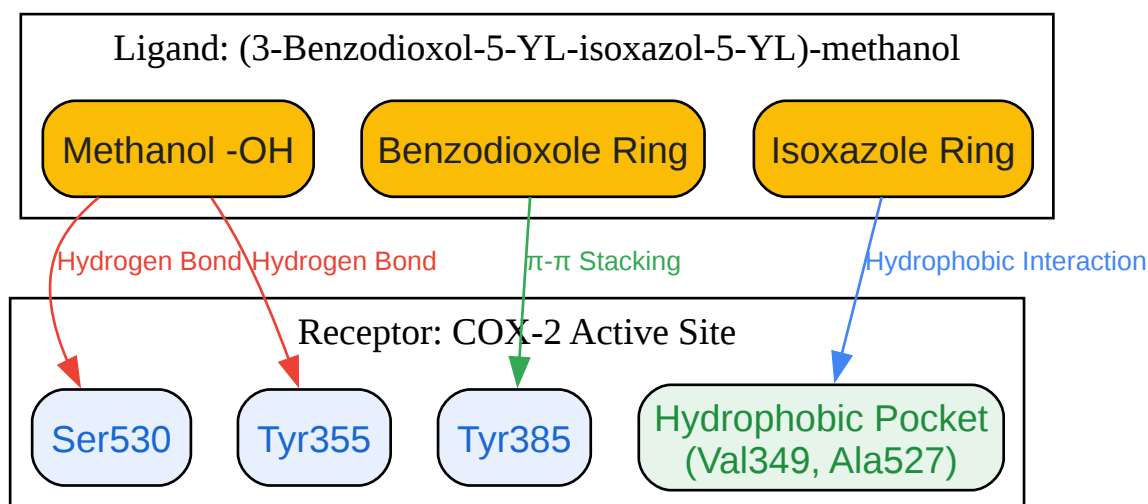 Ligand: (3-Benzodioxol-5-YL-isoxazol-5-YL)-methanol
Methanol -OH
Benzodioxole Ring
Isoxazole Ring
Hydrogen Bond
Hydrogen Bond
π-π Stacking
Hydrophobic Interaction
Receptor: COX-2 Active Site
Ser530
Tyr355
Tyr385
Hydrophobic Pocket
(Val349, Ala527)